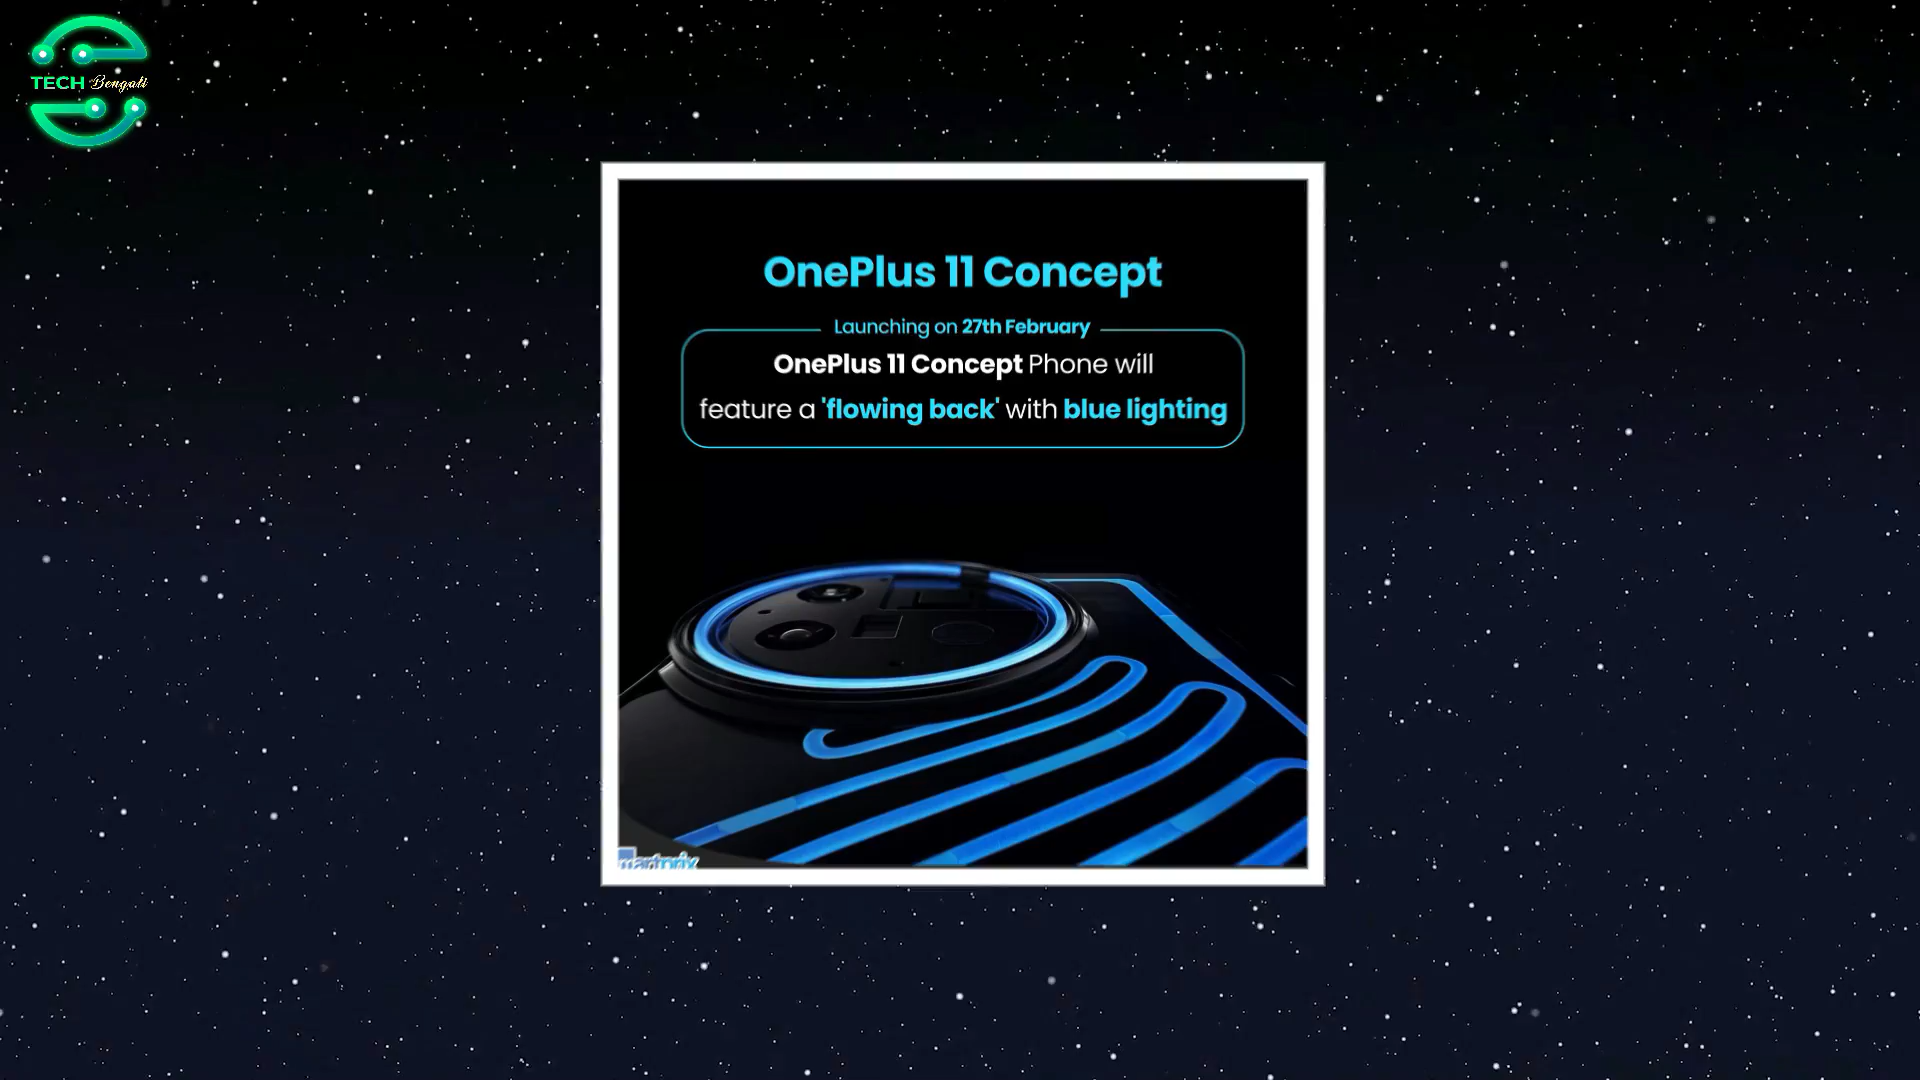 TECH Bengali
OnePlus 11 Concept
Launching on 27th February
OnePlus 11 Concept Phone will
feature a 'flowing back' with blue lighting